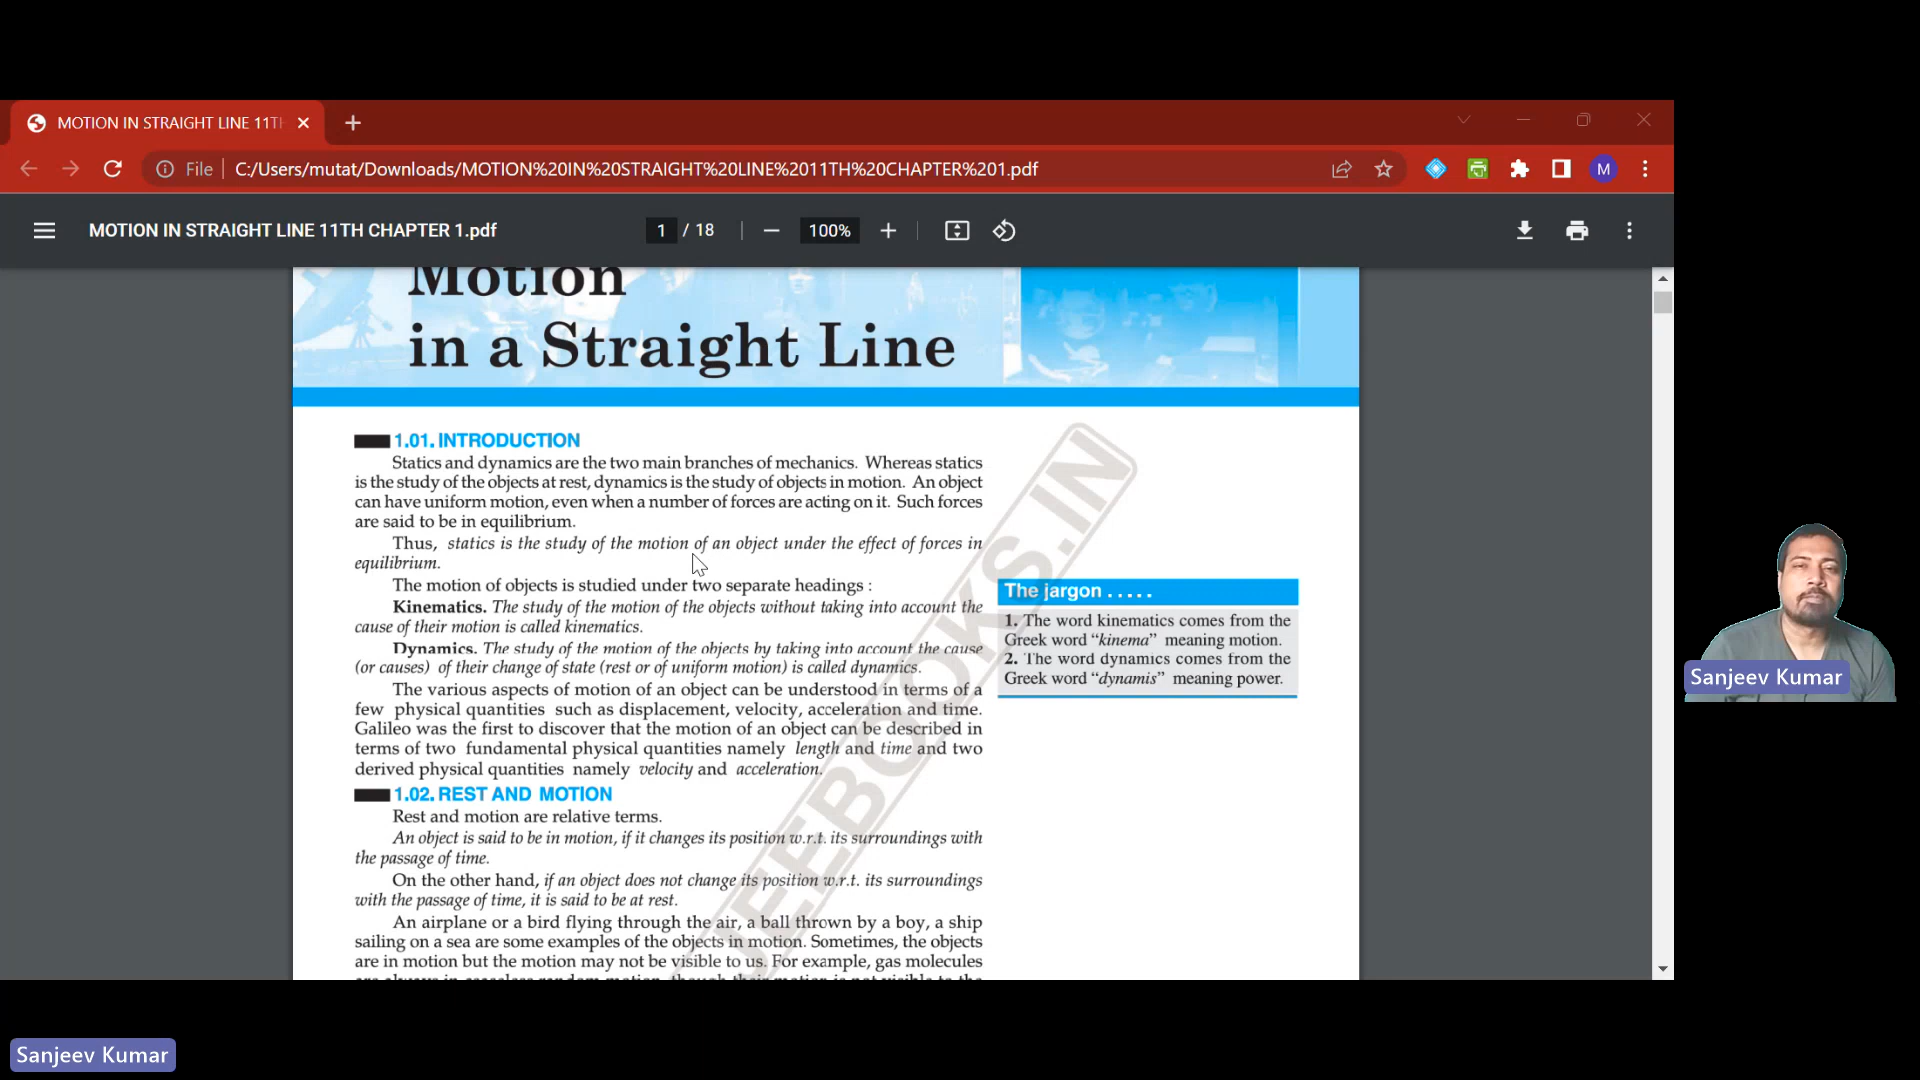 MOTION IN STRAIGHT LINE 11TH
File
C:/Users/mutat/Downloads/MOTION%20IN%20STRAIGHT%20LINE%2011TH%20CHAPTER%201.pdf
M
MOTION IN STRAIGHT LINE 11TH CHAPTER 1.pdf
1 / 18
100%
Motion
in a Straight Line
1.01. INTRODUCTION
Statics and dynamics are the two main branches of mechanics. Whereas statics
is the study of the objects at rest, dynamics is the study of objects in motion. An object
can have uniform motion, even when a number of forces are acting on it. Such forces
are said to be in equilibrium.
Thus, statics is the study of the motion of an object under the effect of forces in
equilibrium.
The motion of objects is studied under two separate headings :
Kinematics. The study of the motion of the objects without taking into account the
cause of their motion is called kinematics.
Dynamics. The study of the motion of the objects by taking into account the cause
(or causes) of their change of state (rest or of uniform motion) is called dynamics.
The various aspects of motion of an object can be understood in terms of a
few physical quantities such as displacement, velocity, acceleration and time.
Galileo was the first to discover that the motion of an object can be described in
terms of two fundamental physical quantities namely length and time and two
derived physical quantities namely velocity and acceleration.
1.02. REST AND MOTION
Rest and motion are relative terms.
An object is said to be in motion, if it changes its position w.r.t. its surroundings with
the passage of time.
On the other hand, if an object does not change its position w.r.t. its surroundings
with the passage of time, it is said to be at rest.
An airplane or a bird flying through the air, a ball thrown by a boy, a ship
sailing on a sea are some examples of the objects in motion. Sometimes, the objects
are in motion but the motion may not be visible to us. For example, gas molecules
are always in ceaseless random motion, though their motion is not visible to the
The jargon . . . . .
1. The word kinematics comes from the
Greek word “kinema” meaning motion.
2. The word dynamics comes from the
Greek word “dynamis” meaning power.
JEEBOOKS.IN
Sanjeev Kumar
Sanjeev Kumar